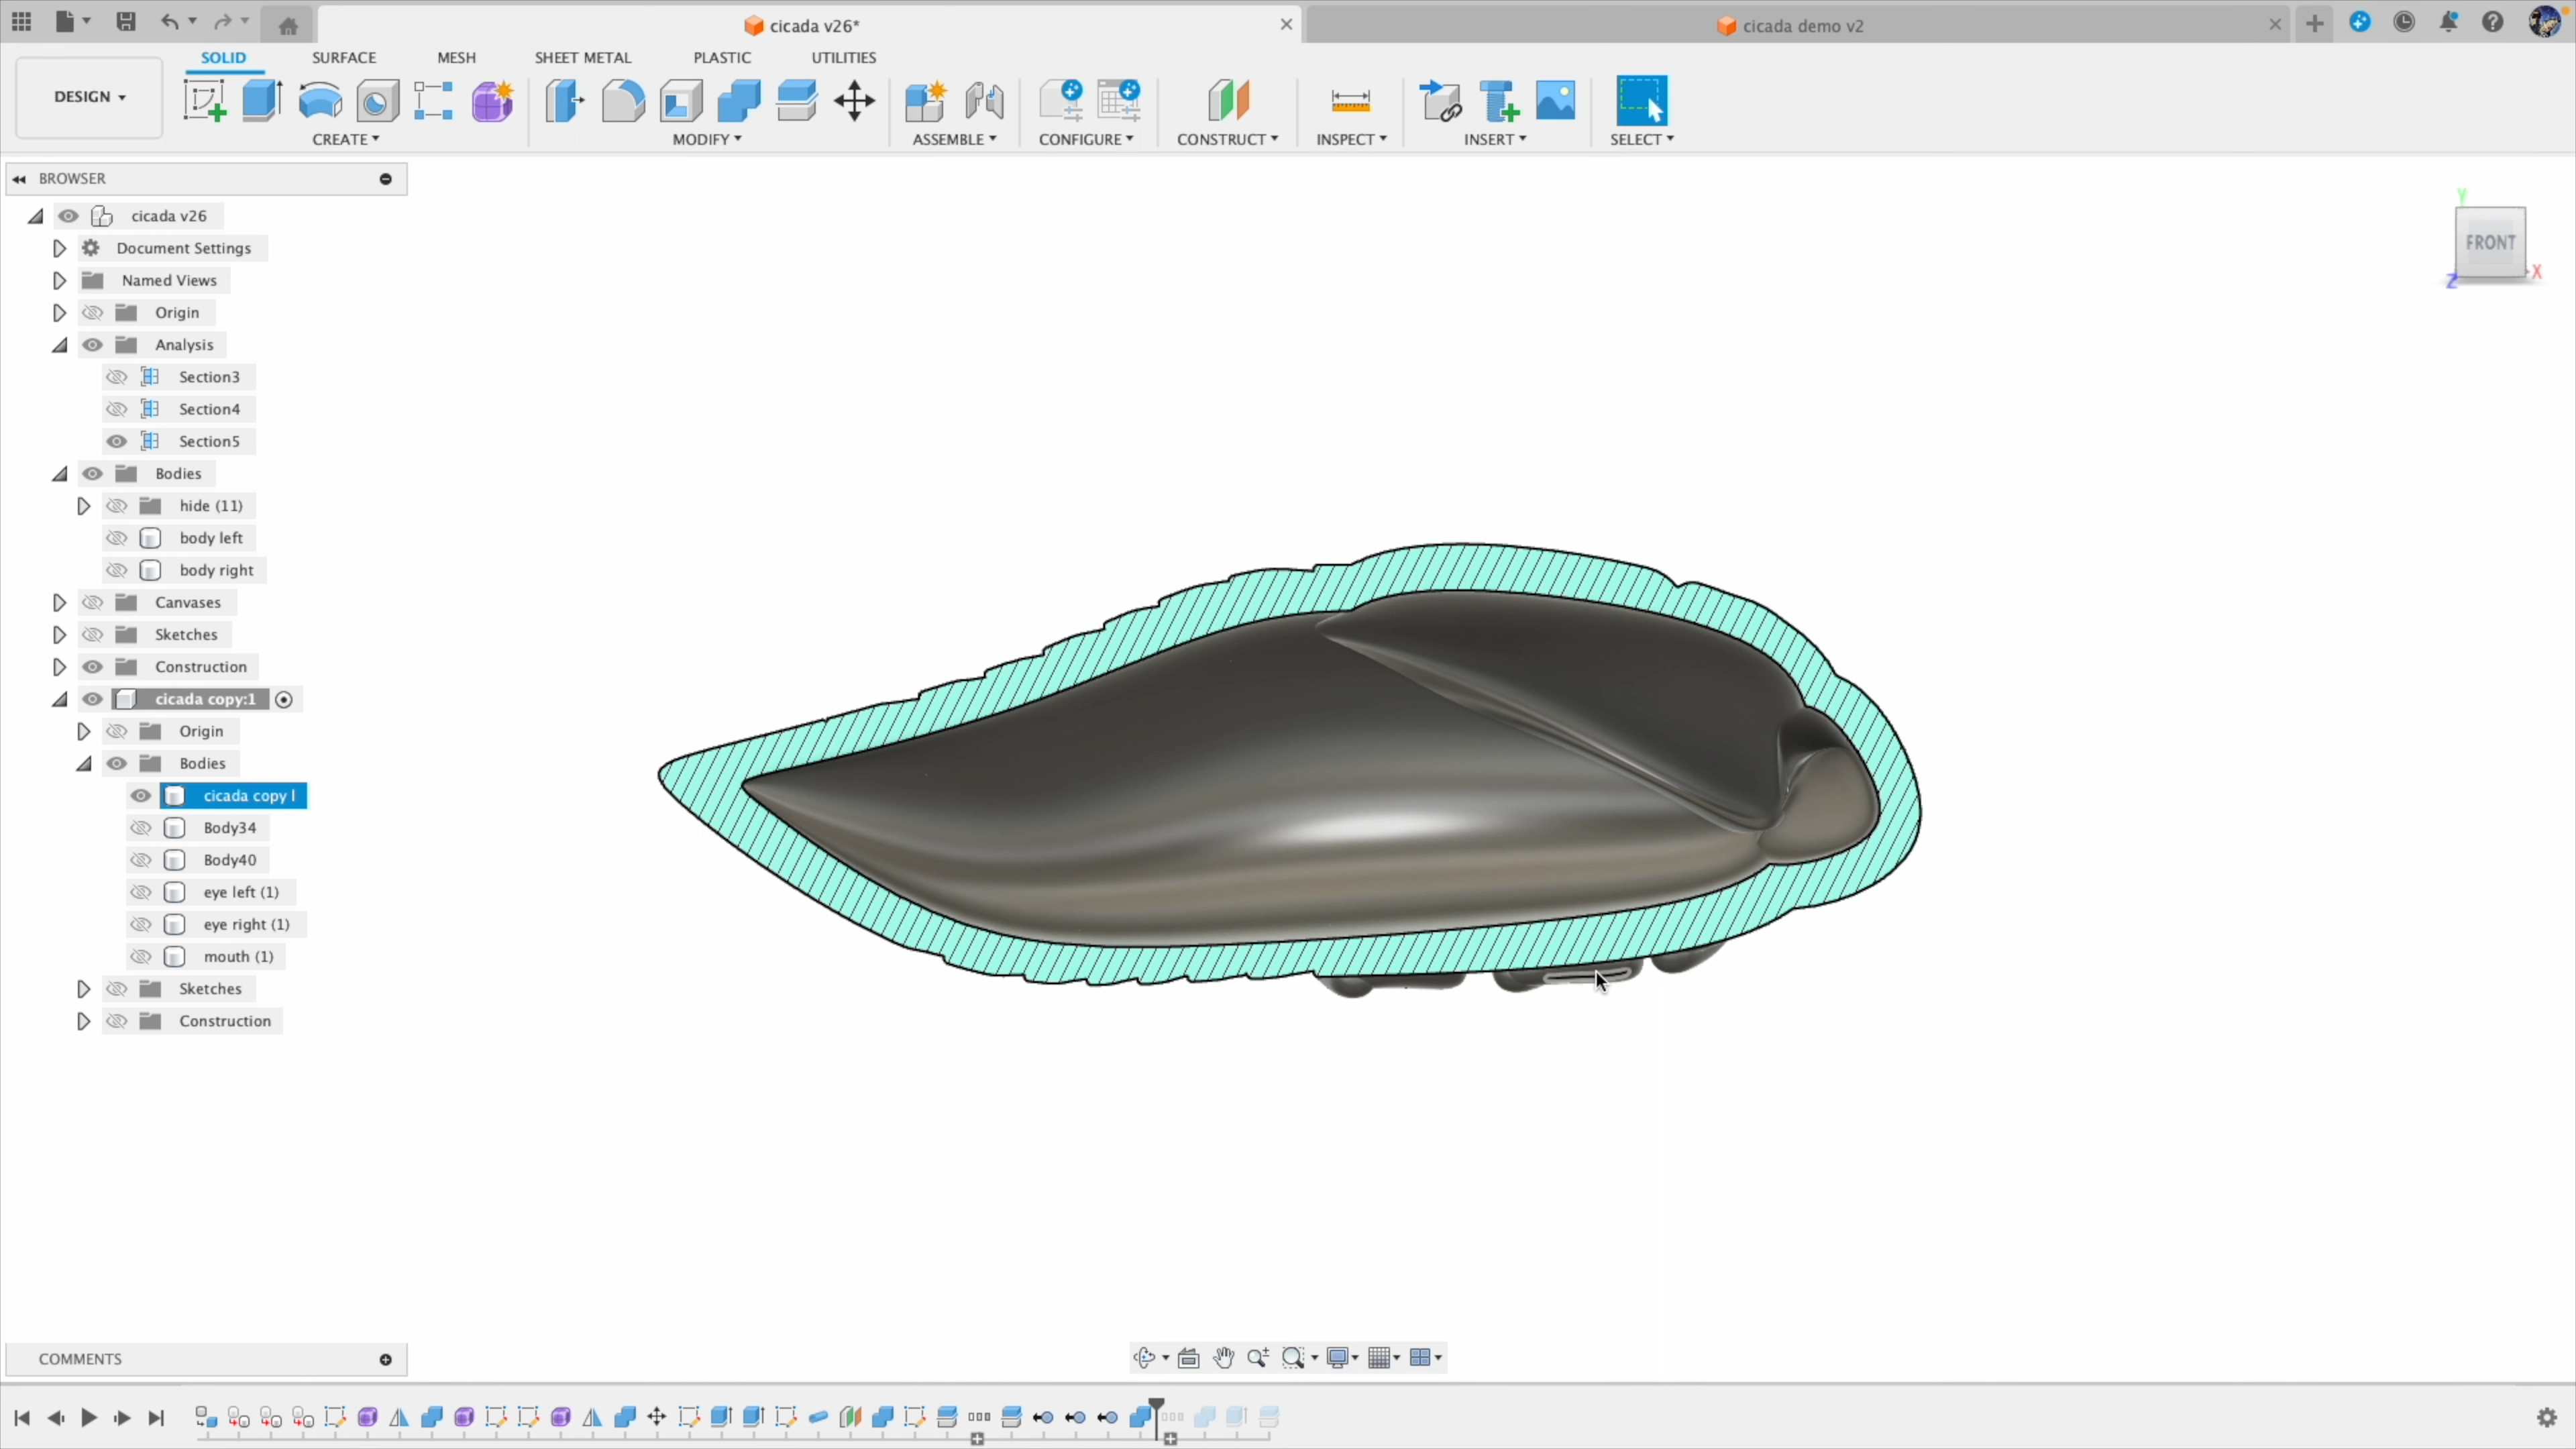 cicada v26*
cicada demo v2
SOLID
SURFACE
MESH
SHEET METAL
PLASTIC
UTILITIES
DESIGN
CREATE
MODIFY
ASSEMBLE
CONFIGURE
CONSTRUCT
INSPECT
INSERT
SELECT
BROWSER
cicada v26
Document Settings
Named Views
Origin
Analysis
Section3
Section4
Section5
Bodies
hide (11)
body left
body right
Canvases
Sketches
Construction
cicada copy:1
Origin
Bodies
cicada copy l
Body34
Body40
eye left (1)
eye right (1)
mouth (1)
Sketches
Construction
Y
FRONT
X
Z
COMMENTS